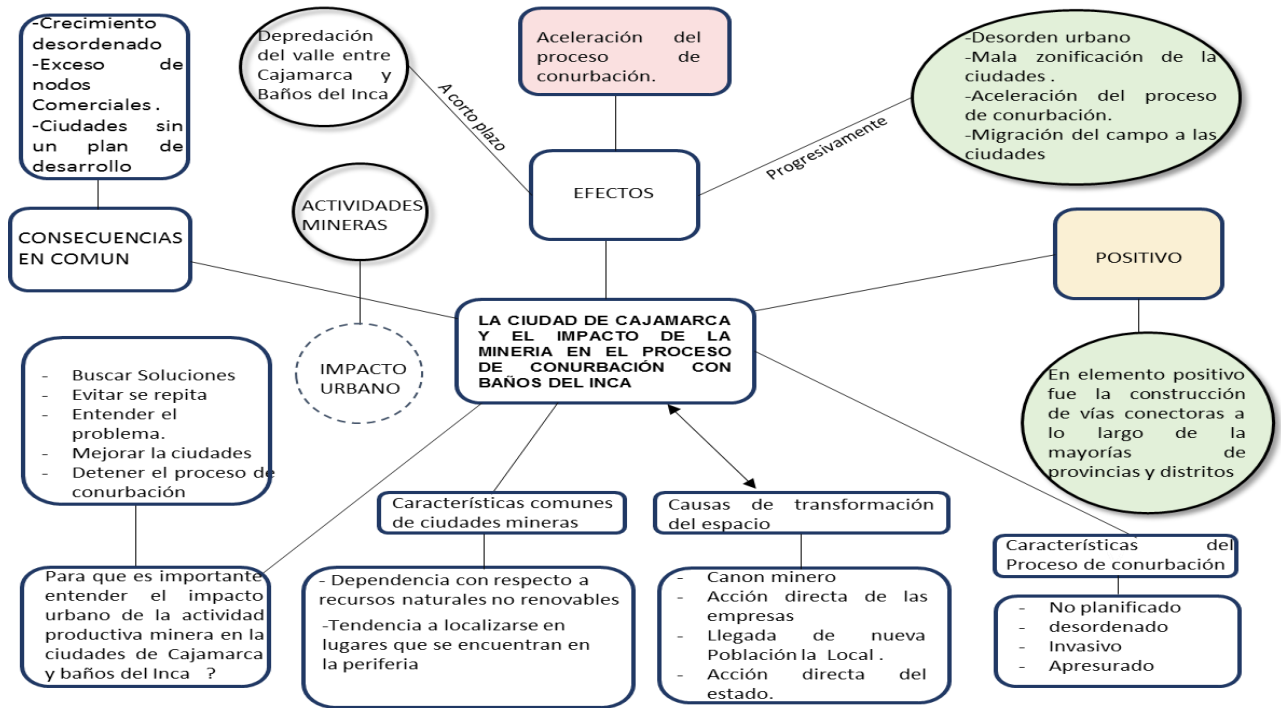 -Crecimiento
desordenado
-Exceso de
nodos
Comerciales .
-Ciudades sin
un plan de
desarrollo
Depredación
del valle entre
Cajamarca y
Baños del Inca
A corto plazo
Aceleración del
proceso de
conurbación.
-Desorden urbano
-Mala zonificación de la
ciudades .
-Aceleración del proceso
de conurbación.
-Migración del campo a las
ciudades
Progresivamente
EFECTOS
ACTIVIDADES
MINERAS
CONSECUENCIAS
EN COMUN
POSITIVO
LA CIUDAD DE CAJAMARCA
Y EL IMPACTO DE LA
MINERIA EN EL PROCESO
DE CONURBACIÓN CON
BAÑOS DEL INCA
IMPACTO
URBANO
- Buscar Soluciones
- Evitar se repita
- Entender el
problema.
- Mejorar la ciudades
- Detener el proceso de
conurbación
En elemento positivo
fue la construcción
de vías conectoras a
lo largo de la
mayorías de
provincias y distritos
Características comunes
de ciudades mineras
Causas de transformación
del espacio
Características del
Proceso de conurbación
Para que es importante
entender el impacto
urbano de la actividad
productiva minera en la
ciudades de Cajamarca
y baños del Inca ?
- Dependencia con respecto a
recursos naturales no renovables
-Tendencia a localizarse en
lugares que se encuentran en
la periferia
- Canon minero
- Acción directa de las
empresas
- Llegada de nueva
Población la Local .
- Acción directa del
estado.
- No planificado
- desordenado
- Invasivo
- Apresurado